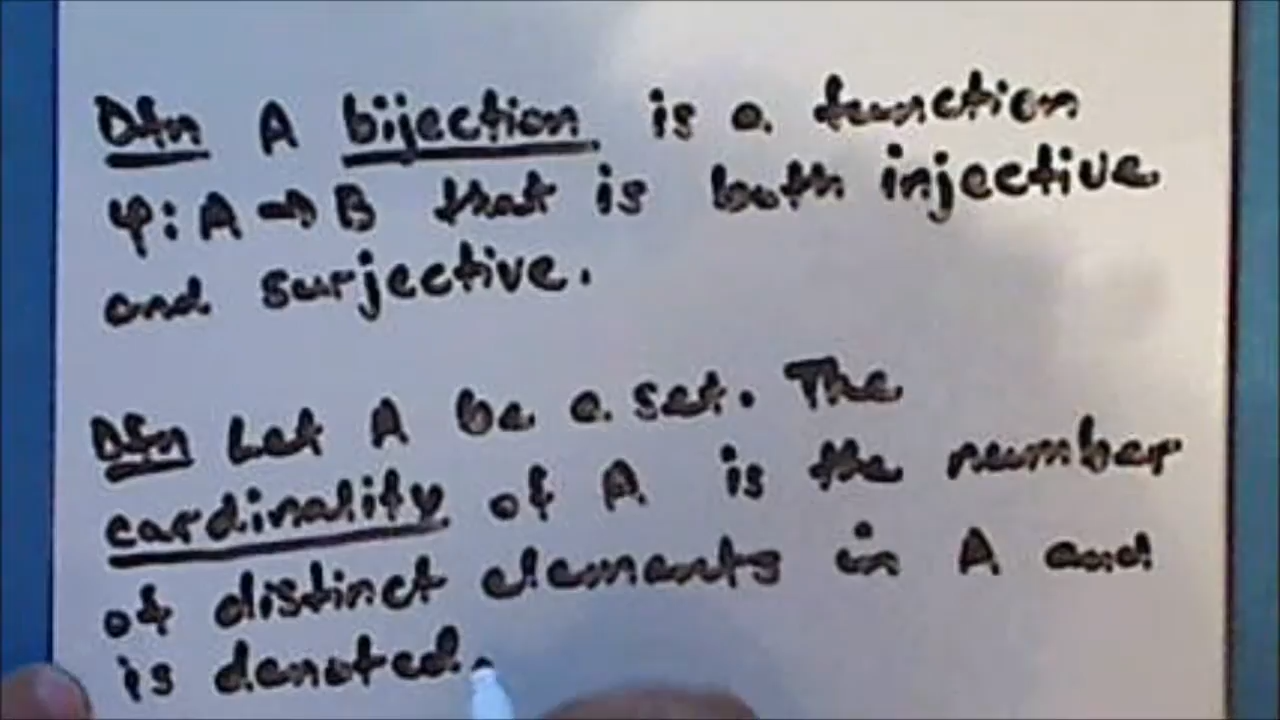 Dfn A bijection is a function
φ: A → B that is both injective
and surjective.
Dfn Let A be a set. The
cardinality of A is the number
of distinct elements in A and
is denoted